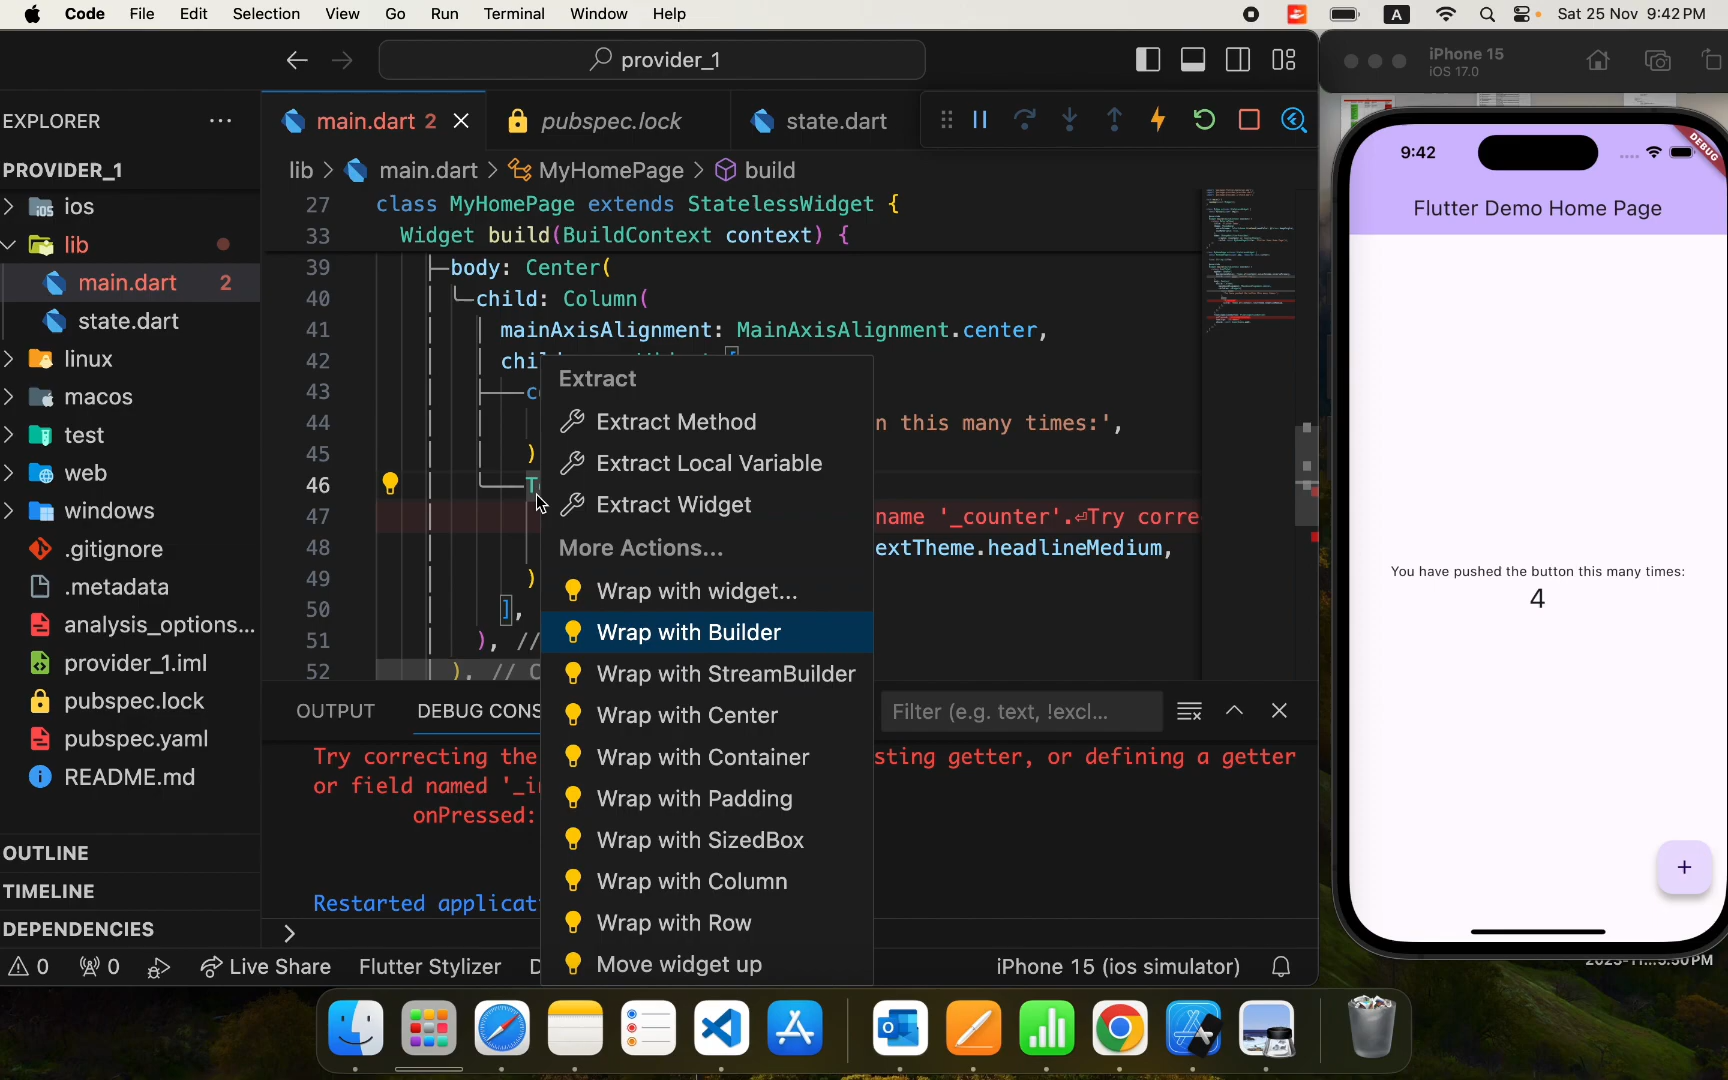 Code File Edit Selection View Go Run Terminal Window Help
A
Sat 25 Nov 9:42 PM
provider_1
iPhone 15
iOS 17.0
EXPLORER
main.dart 2
pubspec.lock
state.dart
PROVIDER_1
lib > main.dart > MyHomePage > build
iOS ios
lib
main.dart 2
state.dart
linux
macos
test
web
windows
.gitignore
.metadata
analysis_options...
provider_1.iml
pubspec.lock
pubspec.yaml
README.md
OUTLINE
TIMELINE
DEPENDENCIES
27 class MyHomePage extends StatelessWidget {
33 Widget build(BuildContext context) {
39 body: Center(
40 child: Column(
41 mainAxisAlignment: MainAxisAlignment.center,
42 chil
43 c
44 n this many times:',
45 )
46 T
47 name '_counter'.⏎Try corre
48 extTheme.headlineMedium,
49 )
50 ],
51 ), //
52 ), // C
Extract
Extract Method
Extract Local Variable
Extract Widget
More Actions...
Wrap with widget...
Wrap with Builder
Wrap with StreamBuilder
Wrap with Center
Wrap with Container
Wrap with Padding
Wrap with SizedBox
Wrap with Column
Wrap with Row
Move widget up
OUTPUT DEBUG CONS
Filter (e.g. text, !excl...
Try correcting the sting getter, or defining a getter
or field named '_i
onPressed:
Restarted applicat
>
0 0 Live Share Flutter Stylizer D
iPhone 15 (ios simulator)
9:42
DEBUG
Flutter Demo Home Page
You have pushed the button this many times:
4
+